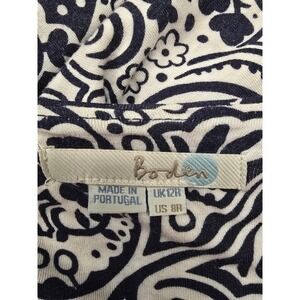 Boden
MADE IN
PORTUGAL
UK12R
US 8R